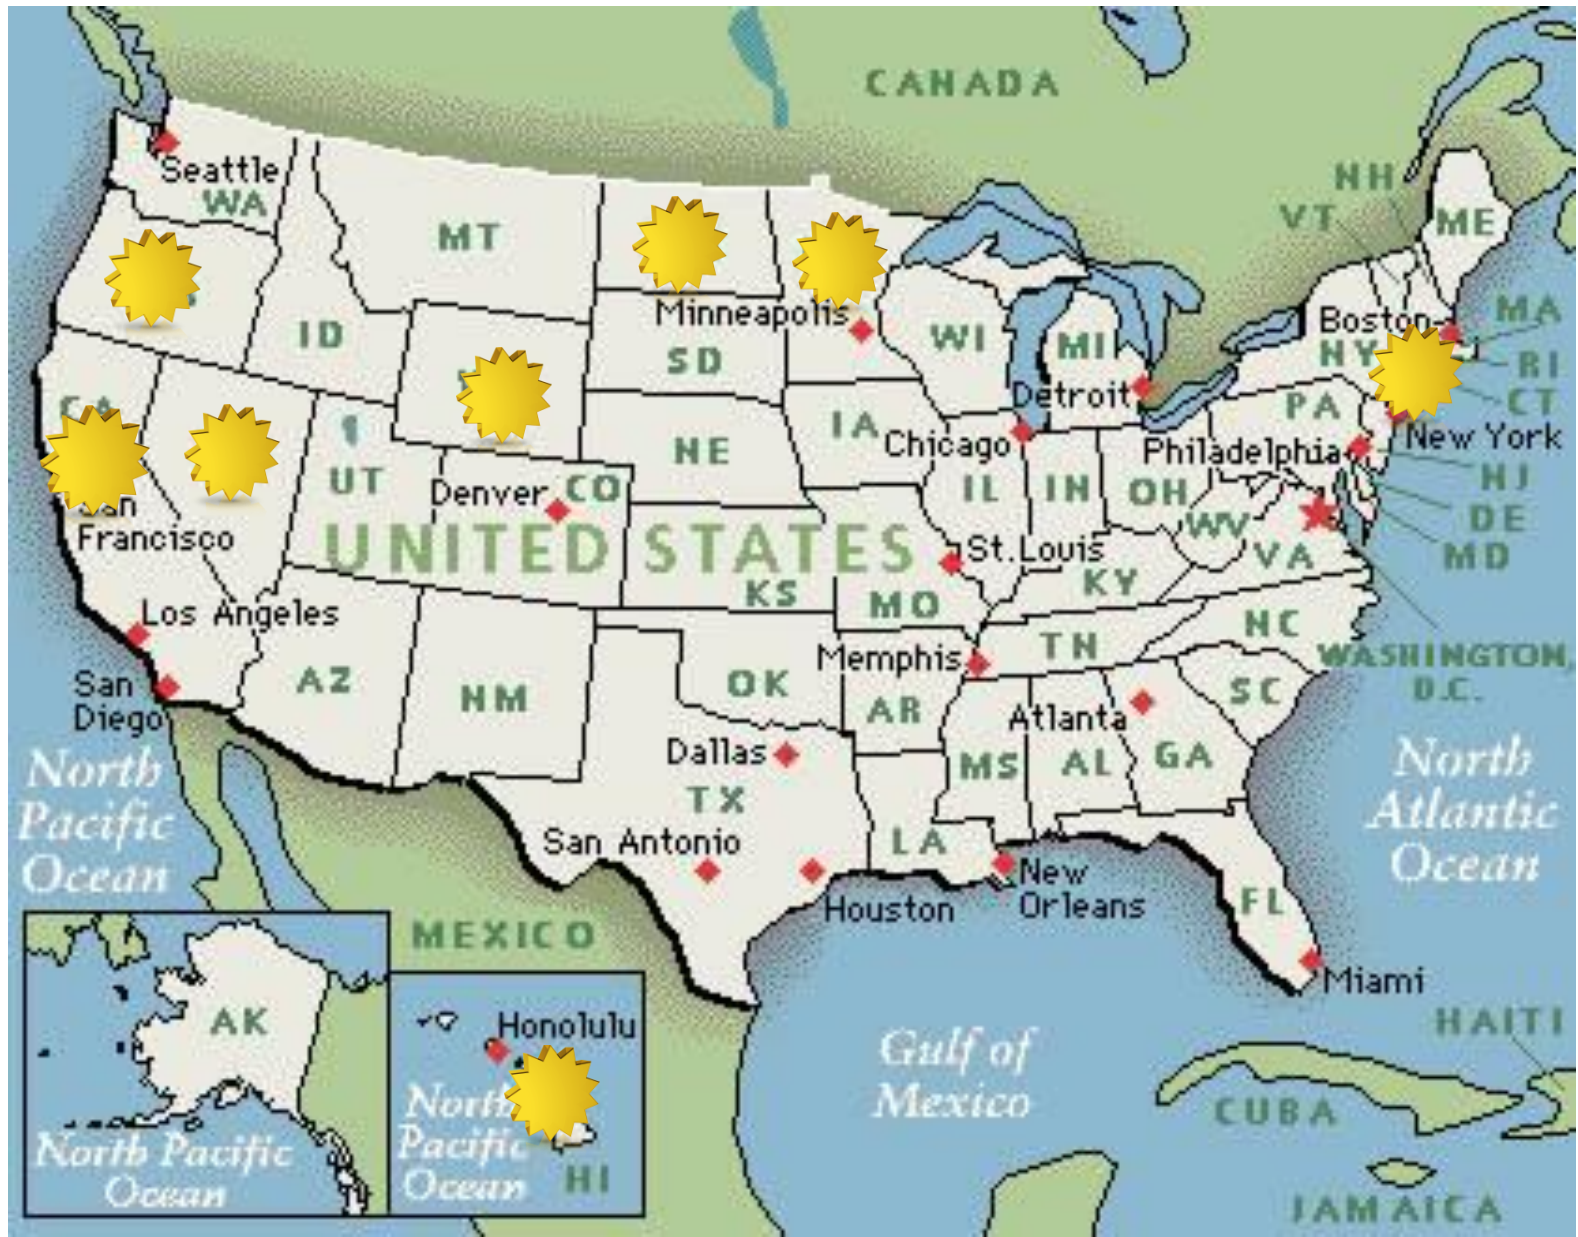 CANADA
NH
VT
ME
Seattle
WA
MT
Minneapolis
Boston
MA
ID
WI
MI
NY
RI
SD
Detroit
CT
CA
PA
IA
Chicago
New York
Philadelphia
NE
UT
Denver
CO
IL
IN
OH
NJ
DE
WV
San
Francisco
UNITED STATES
St. Louis
VA
MD
KS
KY
MO
Los Angeles
NC
TN
Memphis
WASHINGTON,
D.C.
AZ
OK
San
Diego
NM
AR
SC
Atlanta
Dallas
MS
AL
GA
North
Pacific
Ocean
North
Atlantic
Ocean
TX
San Antonio
LA
New
Orleans
Houston
FL
MEXICO
Miami
AK
Honolulu
HAITI
Gulf of
Mexico
North
Pacific
Ocean
CUBA
North Pacific
Ocean
HI
JAMAICA